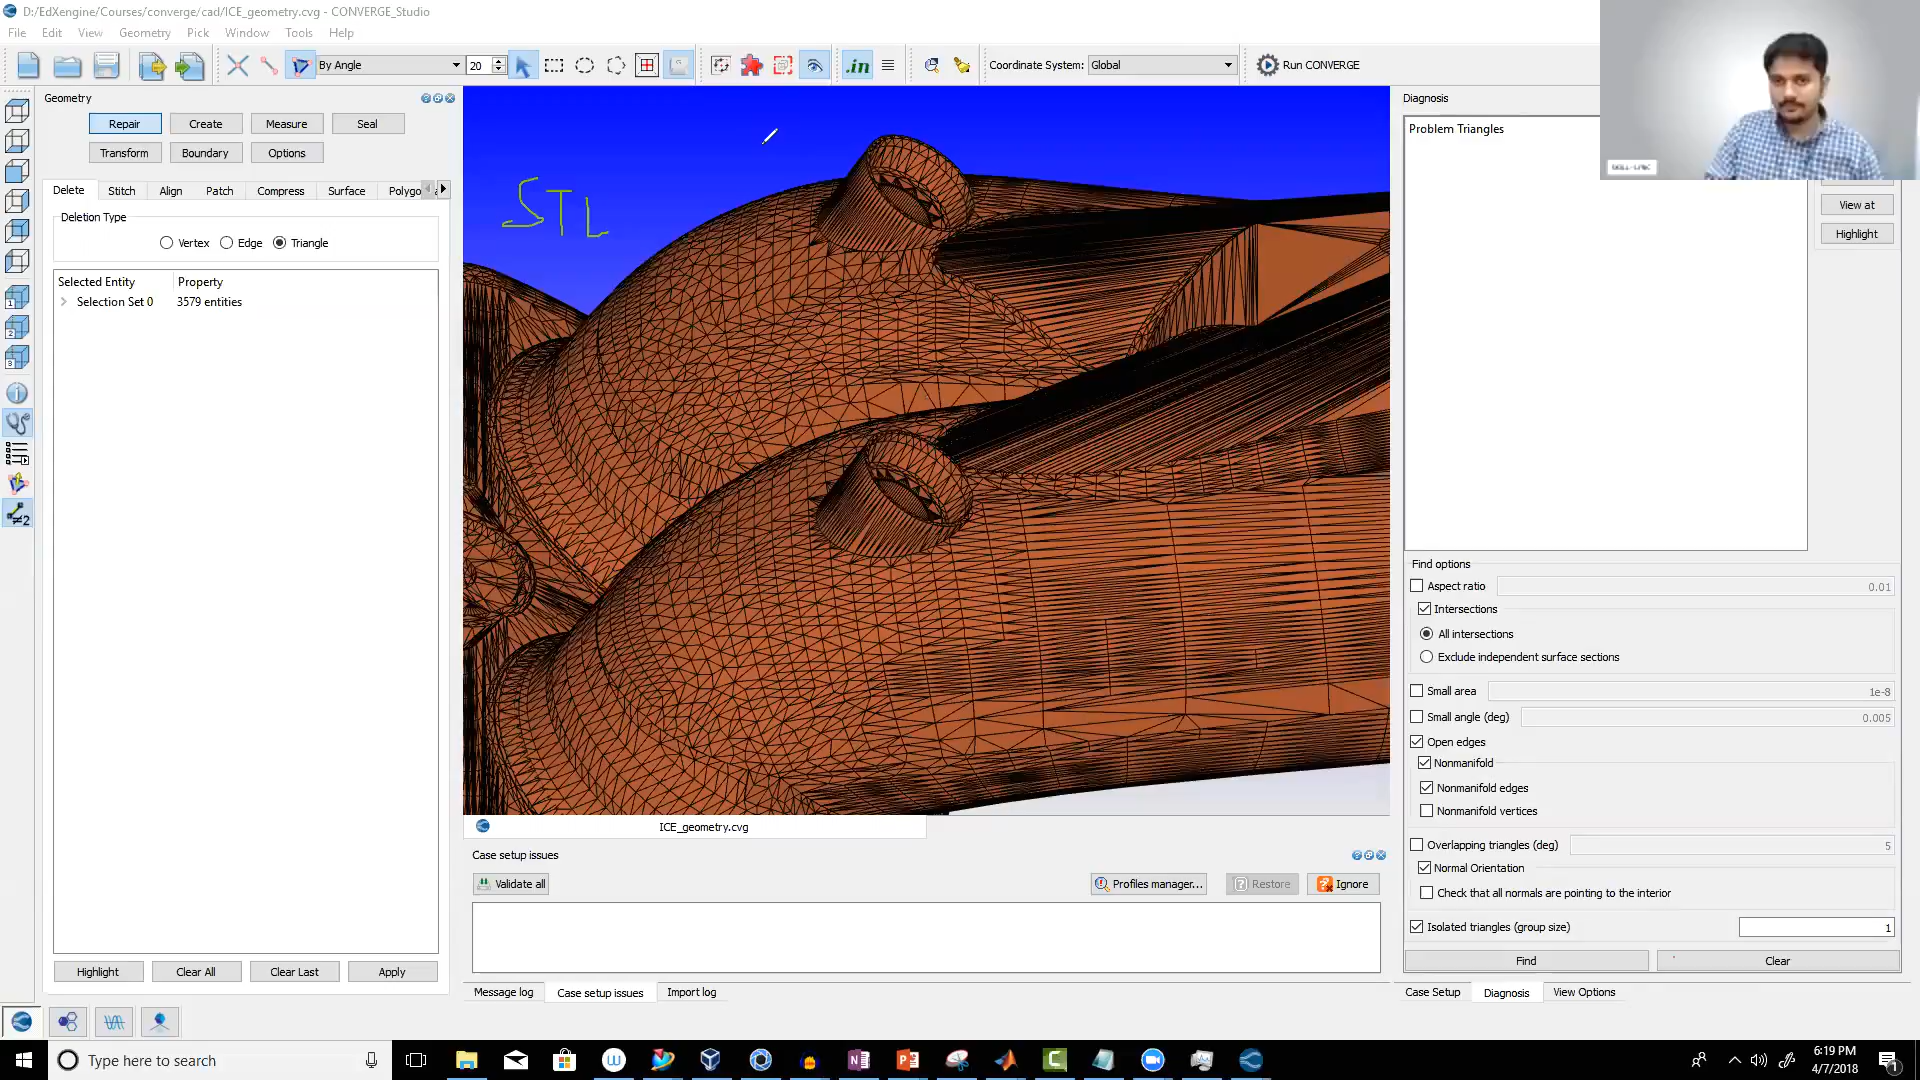 D:/EdXengine/Courses/converge/cad/ICE_geometry.cvg - CONVERGE_Studio
File Edit View Geometry Pick Window Tools Help
By Angle 20 .in Coordinate System: Global Run CONVERGE
Geometry
Repair Create Measure Seal
Transform Boundary Options
Delete Stitch Align Patch Compress Surface Polygo
Deletion Type
Vertex Edge Triangle
Selected Entity Property
Selection Set 0 3579 entities
Highlight Clear All Clear Last Apply
STL
ICE_geometry.cvg
Case setup issues
Validate all Profiles manager... Restore Ignore
Message log Case setup issues Import log
Diagnosis
Problem Triangles
View at
Highlight
Find options
Aspect ratio 0.01
Intersections
All intersections
Exclude independent surface sections
Small area 1e-8
Small angle (deg) 0.005
Open edges
Nonmanifold
Nonmanifold edges
Nonmanifold vertices
Overlapping triangles (deg) 5
Normal Orientation
Check that all normals are pointing to the interior
Isolated triangles (group size) 1
Find Clear
Case Setup Diagnosis View Options
Type here to search
6:19 PM
4/7/2018